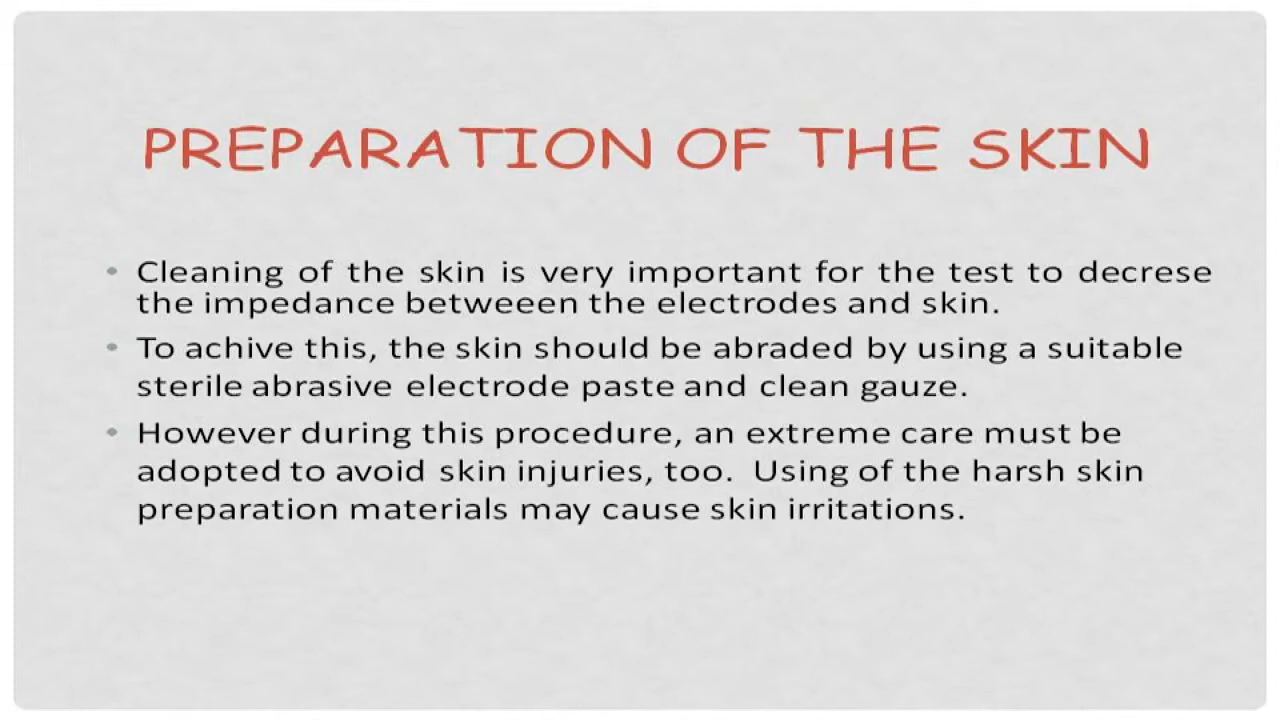 PREPARATION OF THE SKIN
• Cleaning of the skin is very important for the test to decrese
the impedance betweeen the electrodes and skin.
• To achive this, the skin should be abraded by using a suitable
sterile abrasive electrode paste and clean gauze.
• However during this procedure, an extreme care must be
adopted to avoid skin injuries, too.  Using of the harsh skin
preparation materials may cause skin irritations.